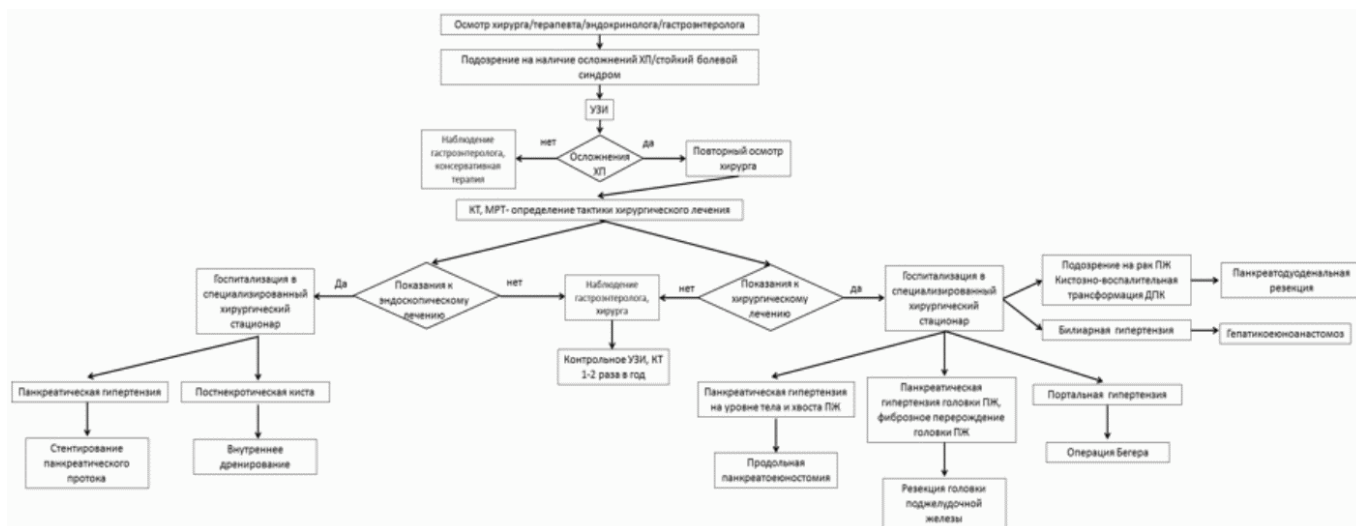 Осмотр хирурга/терапевта/эндокринолога/гастроэнтеролога
Подозрение на наличие осложнений ХП/стойкий болевой
синдром
УЗИ
нет
да
Наблюдение
гастроэнтеролога,
консервативная
терапия
Осложнения
ХП
Повторный осмотр
хирурга
КТ, МРТ- определение тактики хирургического лечения
Госпитализация в
специализированный
хирургический
стационар
Да
Показания к
эндоскопическому
лечению
нет
Наблюдение
гастроэнтеролога,
хирурга
нет
Показания к
хирургическому
лечению
да
Госпитализация в
специализированный
хирургический
стационар
Подозрение на рак ПЖ
Кистозно-воспалительная
трансформация ДПК
Панкреатодуоденальная
резекция
Билиарная гипертензия
Гепатикоеюноанастомоз
Контрольное УЗИ, КТ
1-2 раза в год
Панкреатическая гипертензия
Постнекротическая киста
Панкреатическая гипертензия
на уровне тела и хвоста ПЖ
Панкреатическая
гипертензия головки ПЖ,
фиброзное перерождение
головки ПЖ
Портальная гипертензия
Стентирование
панкреатического
протока
Внутреннее
дренирование
Продольная
панкреатоеюностомия
Операция Бегера
Резекция головки
поджелудочной
железы